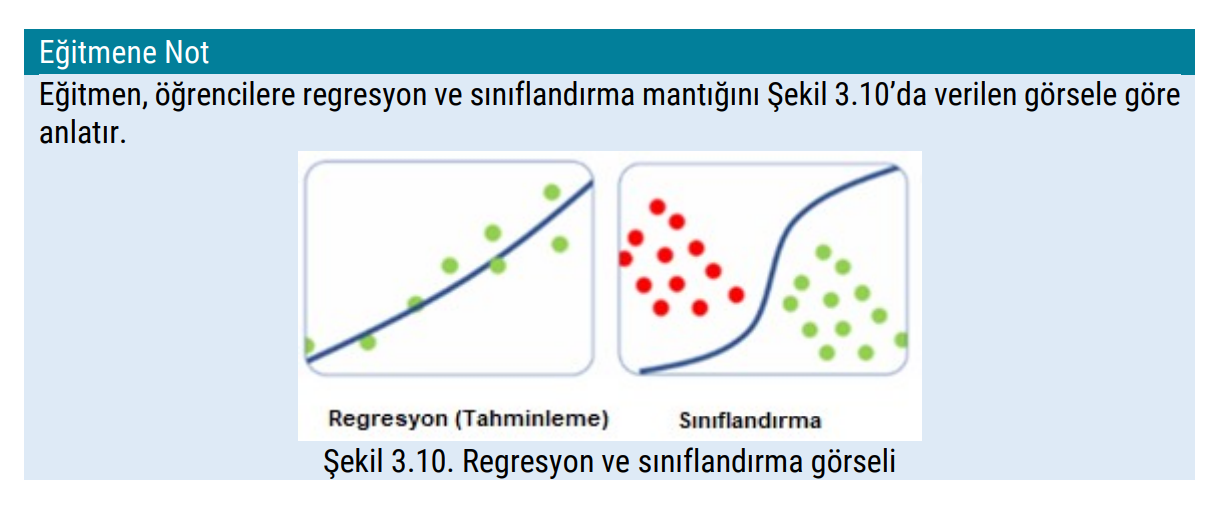 Eğitmene Not
Eğitmen, öğrencilere regresyon ve sınıflandırma mantığını Şekil 3.10’da verilen görsele göre
anlatır.
Regresyon (Tahminleme)
Sınıflandırma
Şekil 3.10. Regresyon ve sınıflandırma görseli